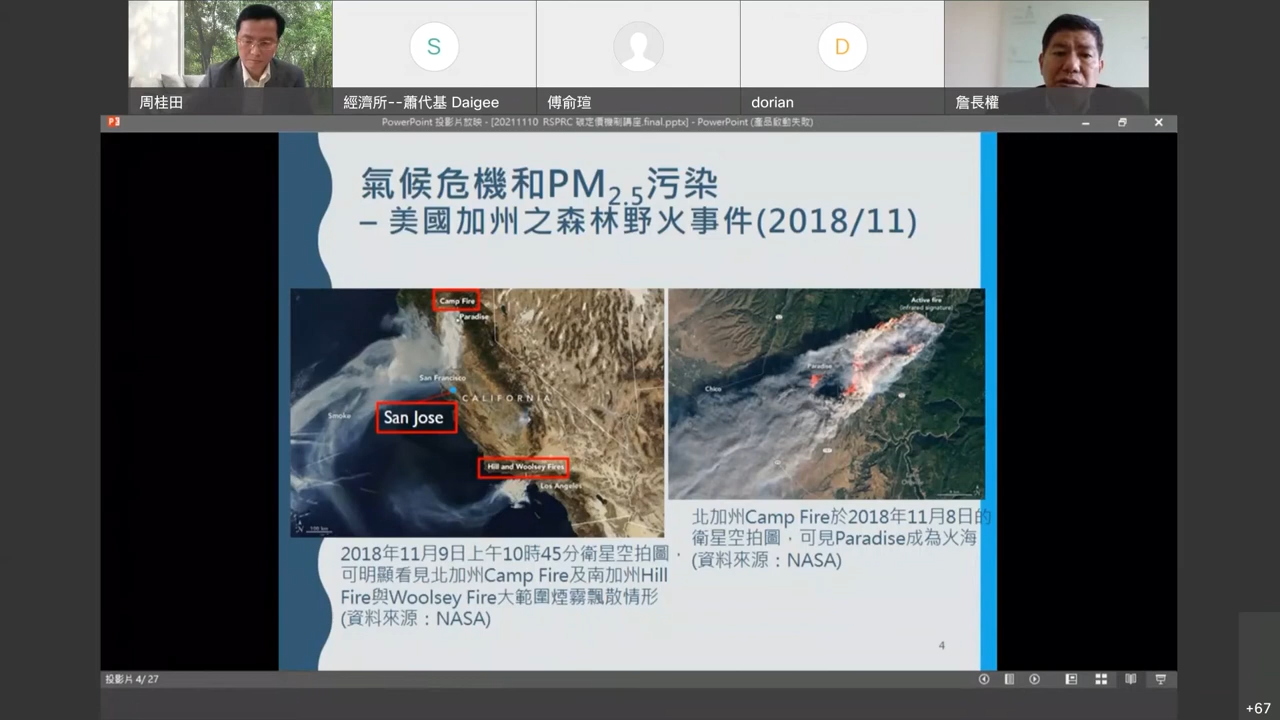 S
D
周桂田
經濟所--蕭代基 Daigee
傅俞瑄
dorian
詹長權
PowerPoint 投影片放映 - [20211110 RSPRC 碳定價機制講座.final.pptx] - PowerPoint (產品啟動失敗)
氣候危機和PM2.5污染
– 美國加州之森林野火事件(2018/11)
Camp Fire
Paradise
San Francisco
CALIFORNIA
Smoke
San Jose
Hill and Woolsey Fires
Los Angeles
Active fire
(infrared signature)
Paradise
Chico
2018年11月9日上午10時45分衛星空拍圖，
可明顯看見北加州Camp Fire及南加州Hill
Fire與Woolsey Fire大範圍煙霧飄散情形
(資料來源：NASA)
北加州Camp Fire於2018年11月8日的
衛星空拍圖，可見Paradise成為火海
(資料來源：NASA)
4
投影片 4/ 27
+67